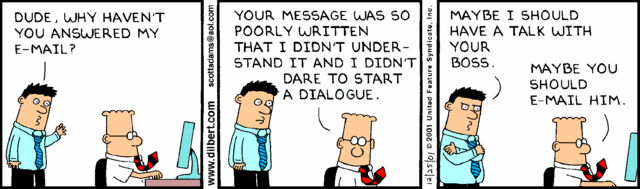 DUDE, WHY HAVEN'T
YOU ANSWERED MY
E-MAIL?
www.dilbert.com
scottadams@aol.com
YOUR MESSAGE WAS SO
POORLY WRITTEN
THAT I DIDN'T UNDER-
STAND IT AND I DIDN'T
DARE TO START
A DIALOGUE.
12/25/01 © 2001 United Feature Syndicate, Inc.
MAYBE I SHOULD
HAVE A TALK WITH
YOUR
BOSS.
MAYBE YOU
SHOULD
E-MAIL HIM.